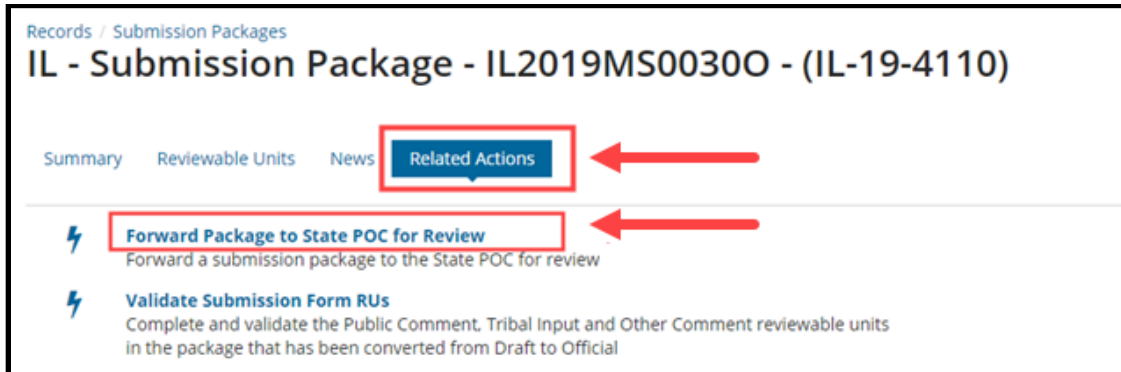 Records / Submission Packages
IL - Submission Package - IL2019MS0030O - (IL-19-4110)
Summary Reviewable Units News Related Actions
Forward Package to State POC for Review
Forward a submission package to the State POC for review
Validate Submission Form RUs
Complete and validate the Public Comment, Tribal Input and Other Comment reviewable units
in the package that has been converted from Draft to Official